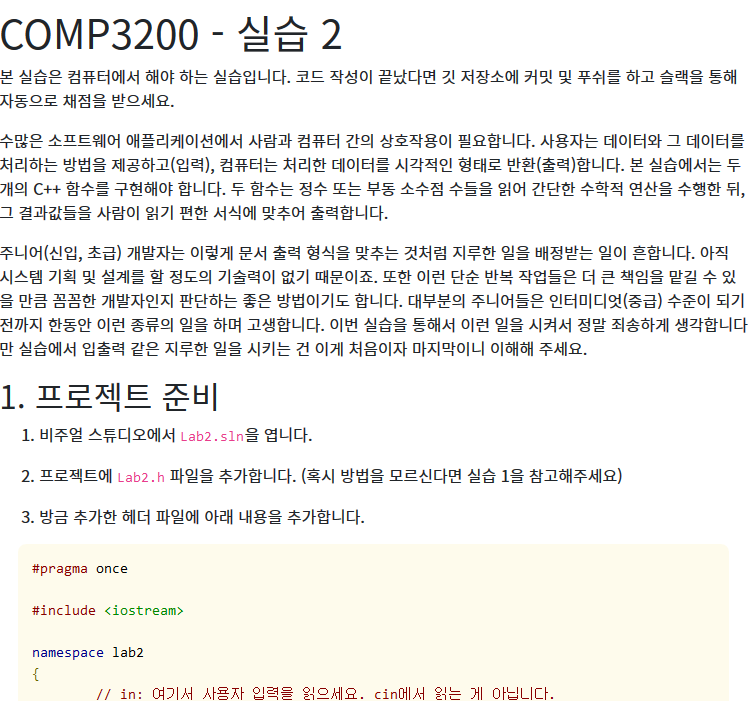 COMP3200 - 실습 2
본 실습은 컴퓨터에서 해야 하는 실습입니다. 코드 작성이 끝났다면 깃 저장소에 커밋 및 푸쉬를 하고 슬랙을 통해
자동으로 채점을 받으세요.
수많은 소프트웨어 애플리케이션에서 사람과 컴퓨터 간의 상호작용이 필요합니다. 사용자는 데이터와 그 데이터를
처리하는 방법을 제공하고(입력), 컴퓨터는 처리한 데이터를 시각적인 형태로 반환(출력)합니다. 본 실습에서는 두
개의 C++ 함수를 구현해야 합니다. 두 함수는 정수 또는 부동 소수점 수들을 읽어 간단한 수학적 연산을 수행한 뒤,
그 결과값들을 사람이 읽기 편한 서식에 맞추어 출력합니다.
주니어(신입, 초급) 개발자는 이렇게 문서 출력 형식을 맞추는 것처럼 지루한 일을 배정받는 일이 흔합니다. 아직
시스템 기획 및 설계를 할 정도의 기술력이 없기 때문이죠. 또한 이런 단순 반복 작업들은 더 큰 책임을 맡길 수 있
을 만큼 꼼꼼한 개발자인지 판단하는 좋은 방법이기도 합니다. 대부분의 주니어들은 인터미디엇(중급) 수준이 되기
전까지 한동안 이런 종류의 일을 하며 고생합니다. 이번 실습을 통해서 이런 일을 시켜서 정말 죄송하게 생각합니다
만 실습에서 입출력 같은 지루한 일을 시키는 건 이게 처음이자 마지막이니 이해해 주세요.
1. 프로젝트 준비
1. 비주얼 스튜디오에서 Lab2.sln을 엽니다.
2. 프로젝트에 Lab2.h 파일을 추가합니다. (혹시 방법을 모르신다면 실습 1을 참고해주세요)
3. 방금 추가한 헤더 파일에 아래 내용을 추가합니다.
#pragma once
#include <iostream>
namespace lab2
{
// in: 여기서 사용자 입력을 읽으세요. cin에서 읽는 게 아닙니다.